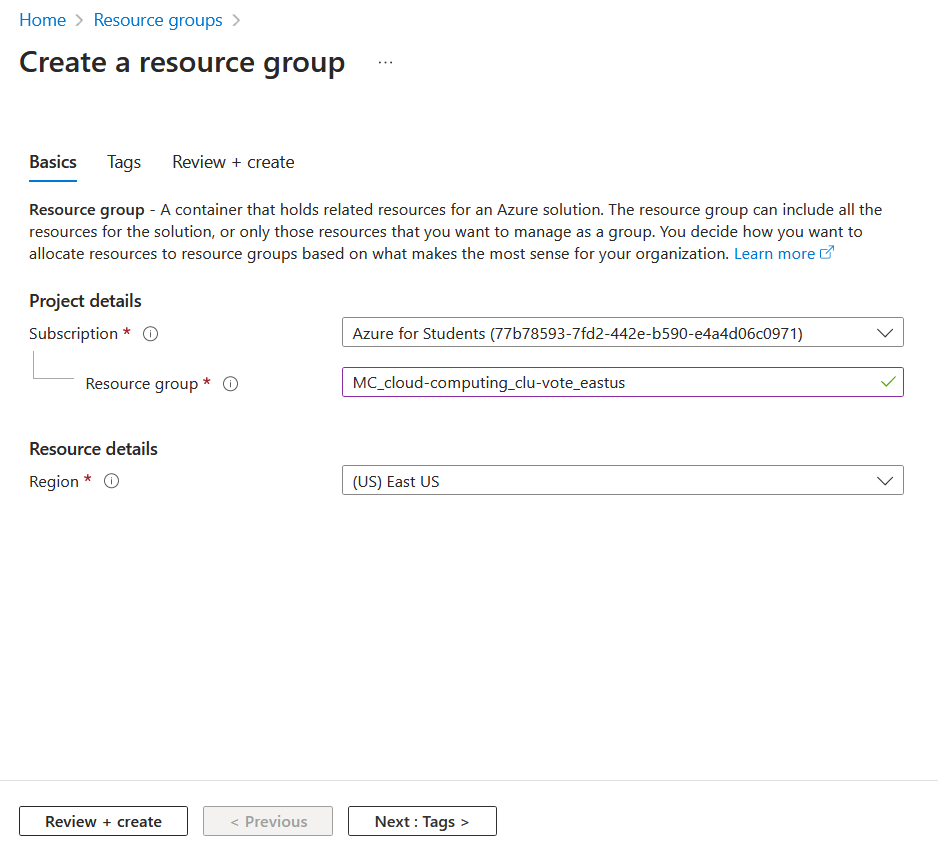 Home > Resource groups >
Create a resource group ...
Basics Tags Review + create
Resource group - A container that holds related resources for an Azure solution. The resource group can include all the
resources for the solution, or only those resources that you want to manage as a group. You decide how you want to
allocate resources to resource groups based on what makes the most sense for your organization. Learn more
Project details
Subscription * Azure for Students (77b78593-7fd2-442e-b590-e4a4d06c0971)
Resource group * MC_cloud-computing_clu-vote_eastus
Resource details
Region * (US) East US
Review + create < Previous Next : Tags >